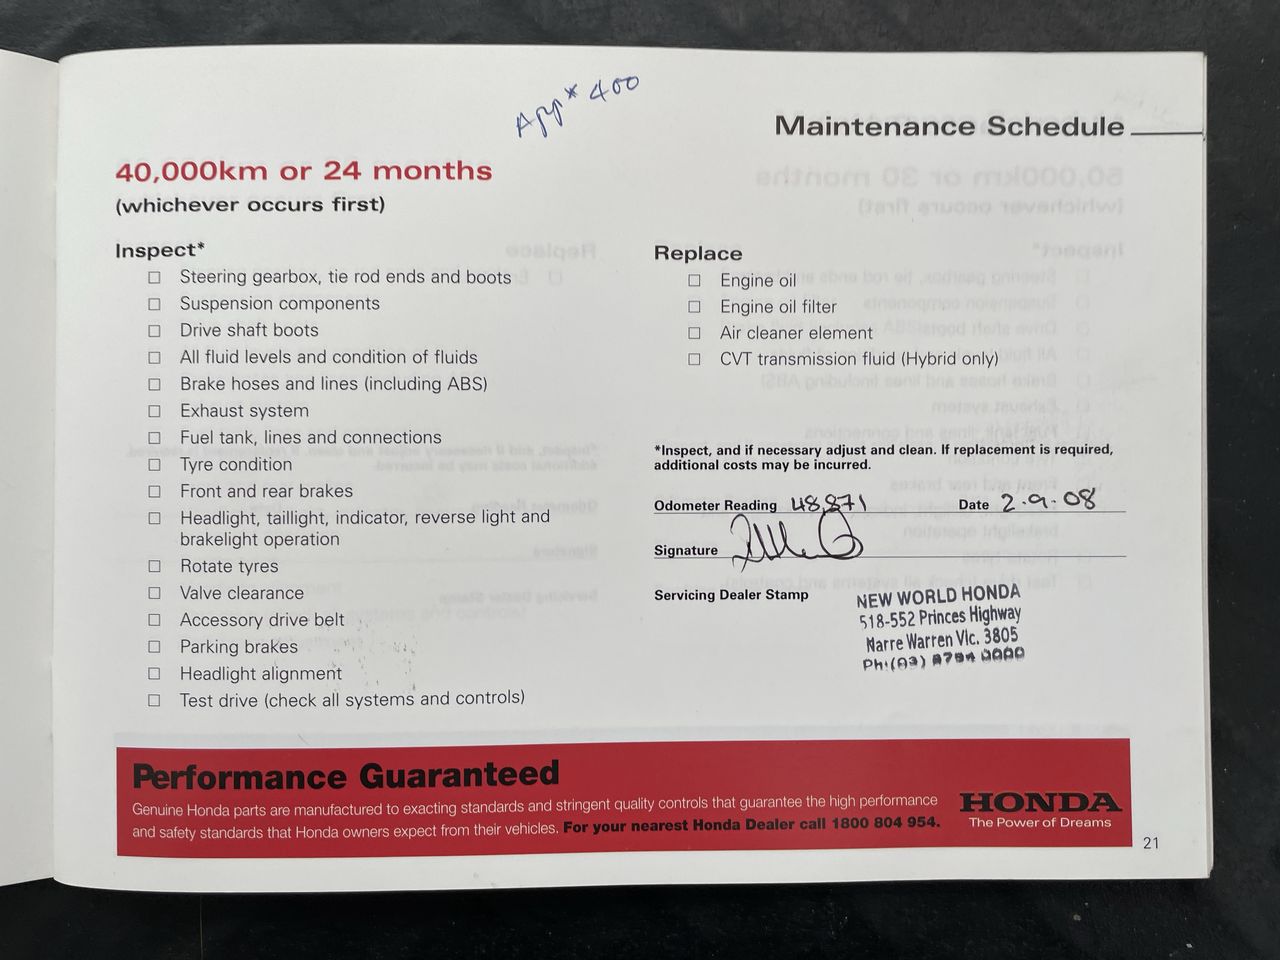 App* 400
Maintenance Schedule
40,000km or 24 months
(whichever occurs first)
Inspect*
☐ Steering gearbox, tie rod ends and boots
☐ Suspension components
☐ Drive shaft boots
☐ All fluid levels and condition of fluids
☐ Brake hoses and lines (including ABS)
☐ Exhaust system
☐ Fuel tank, lines and connections
☐ Tyre condition
☐ Front and rear brakes
☐ Headlight, taillight, indicator, reverse light and
brakelight operation
☐ Rotate tyres
☐ Valve clearance
☐ Accessory drive belt
☐ Parking brakes
☐ Headlight alignment
☐ Test drive (check all systems and controls)
Replace
☐ Engine oil
☐ Engine oil filter
☐ Air cleaner element
☐ CVT transmission fluid (Hybrid only)
*Inspect, and if necessary adjust and clean. If replacement is required,
additional costs may be incurred.
Odometer Reading 48,871 Date 2.9.08
Signature
Servicing Dealer Stamp
NEW WORLD HONDA
518-552 Princes Highway
Narre Warren Vic. 3805
Ph:(03)
Performance Guaranteed
Genuine Honda parts are manufactured to exacting standards and stringent quality controls that guarantee the high performance
and safety standards that Honda owners expect from their vehicles. For your nearest Honda Dealer call 1800 804 954.
HONDA
The Power of Dreams
21